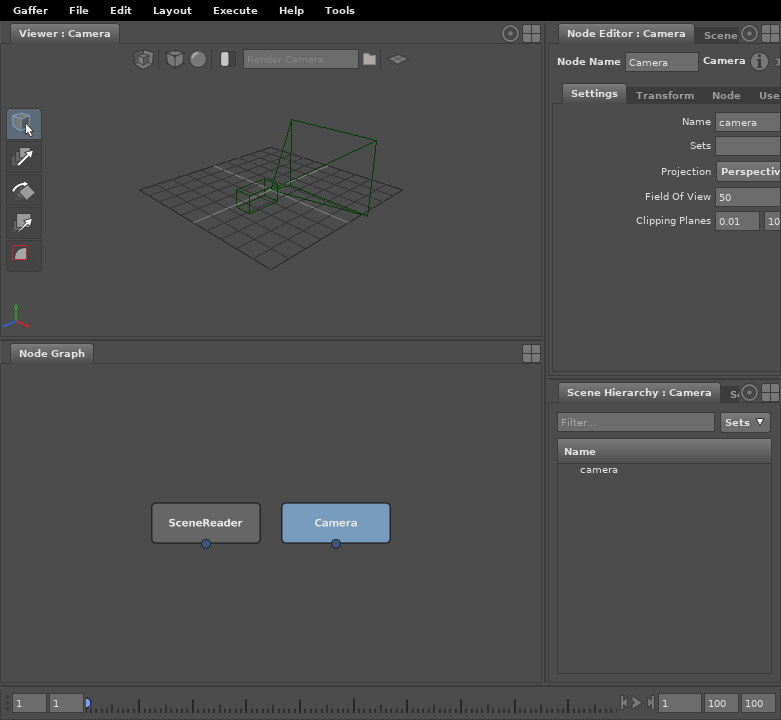 Gaffer File Edit Layout Execute Help Tools
Viewer : Camera
Render Camera
Node Editor : Camera Scene
Node Name Camera Camera
Settings Transform Node Use
Name camera
Sets
Projection Perspectiv
Field Of View 50
Clipping Planes 0.01 10
Node Graph
SceneReader Camera
Scene Hierarchy : Camera
Filter... Sets
Name
camera
1 1 1 100 100